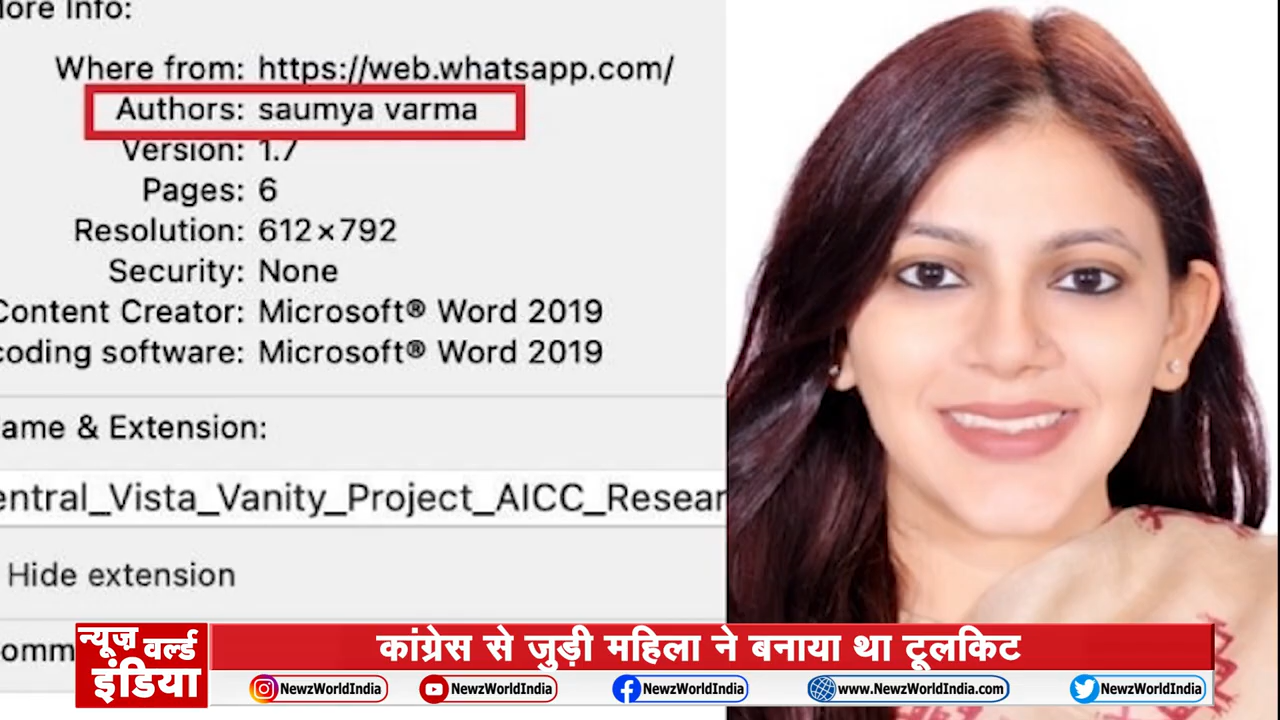 More Info:
Where from: https://web.whatsapp.com/
Authors: saumya varma
Version: 1.7
Pages: 6
Resolution: 612×792
Security: None
Content Creator: Microsoft® Word 2019
coding software: Microsoft® Word 2019
ame & Extension:
entral_Vista_Vanity_Project_AICC_Resear
Hide extension
omm
न्यूज़ वर्ल्ड इंडिया
कांग्रेस से जुड़ी महिला ने बनाया था टूलकिट
NewzWorldIndia NewzWorldIndia NewzWorldIndia www.NewzWorldIndia.com NewzWorldIndia